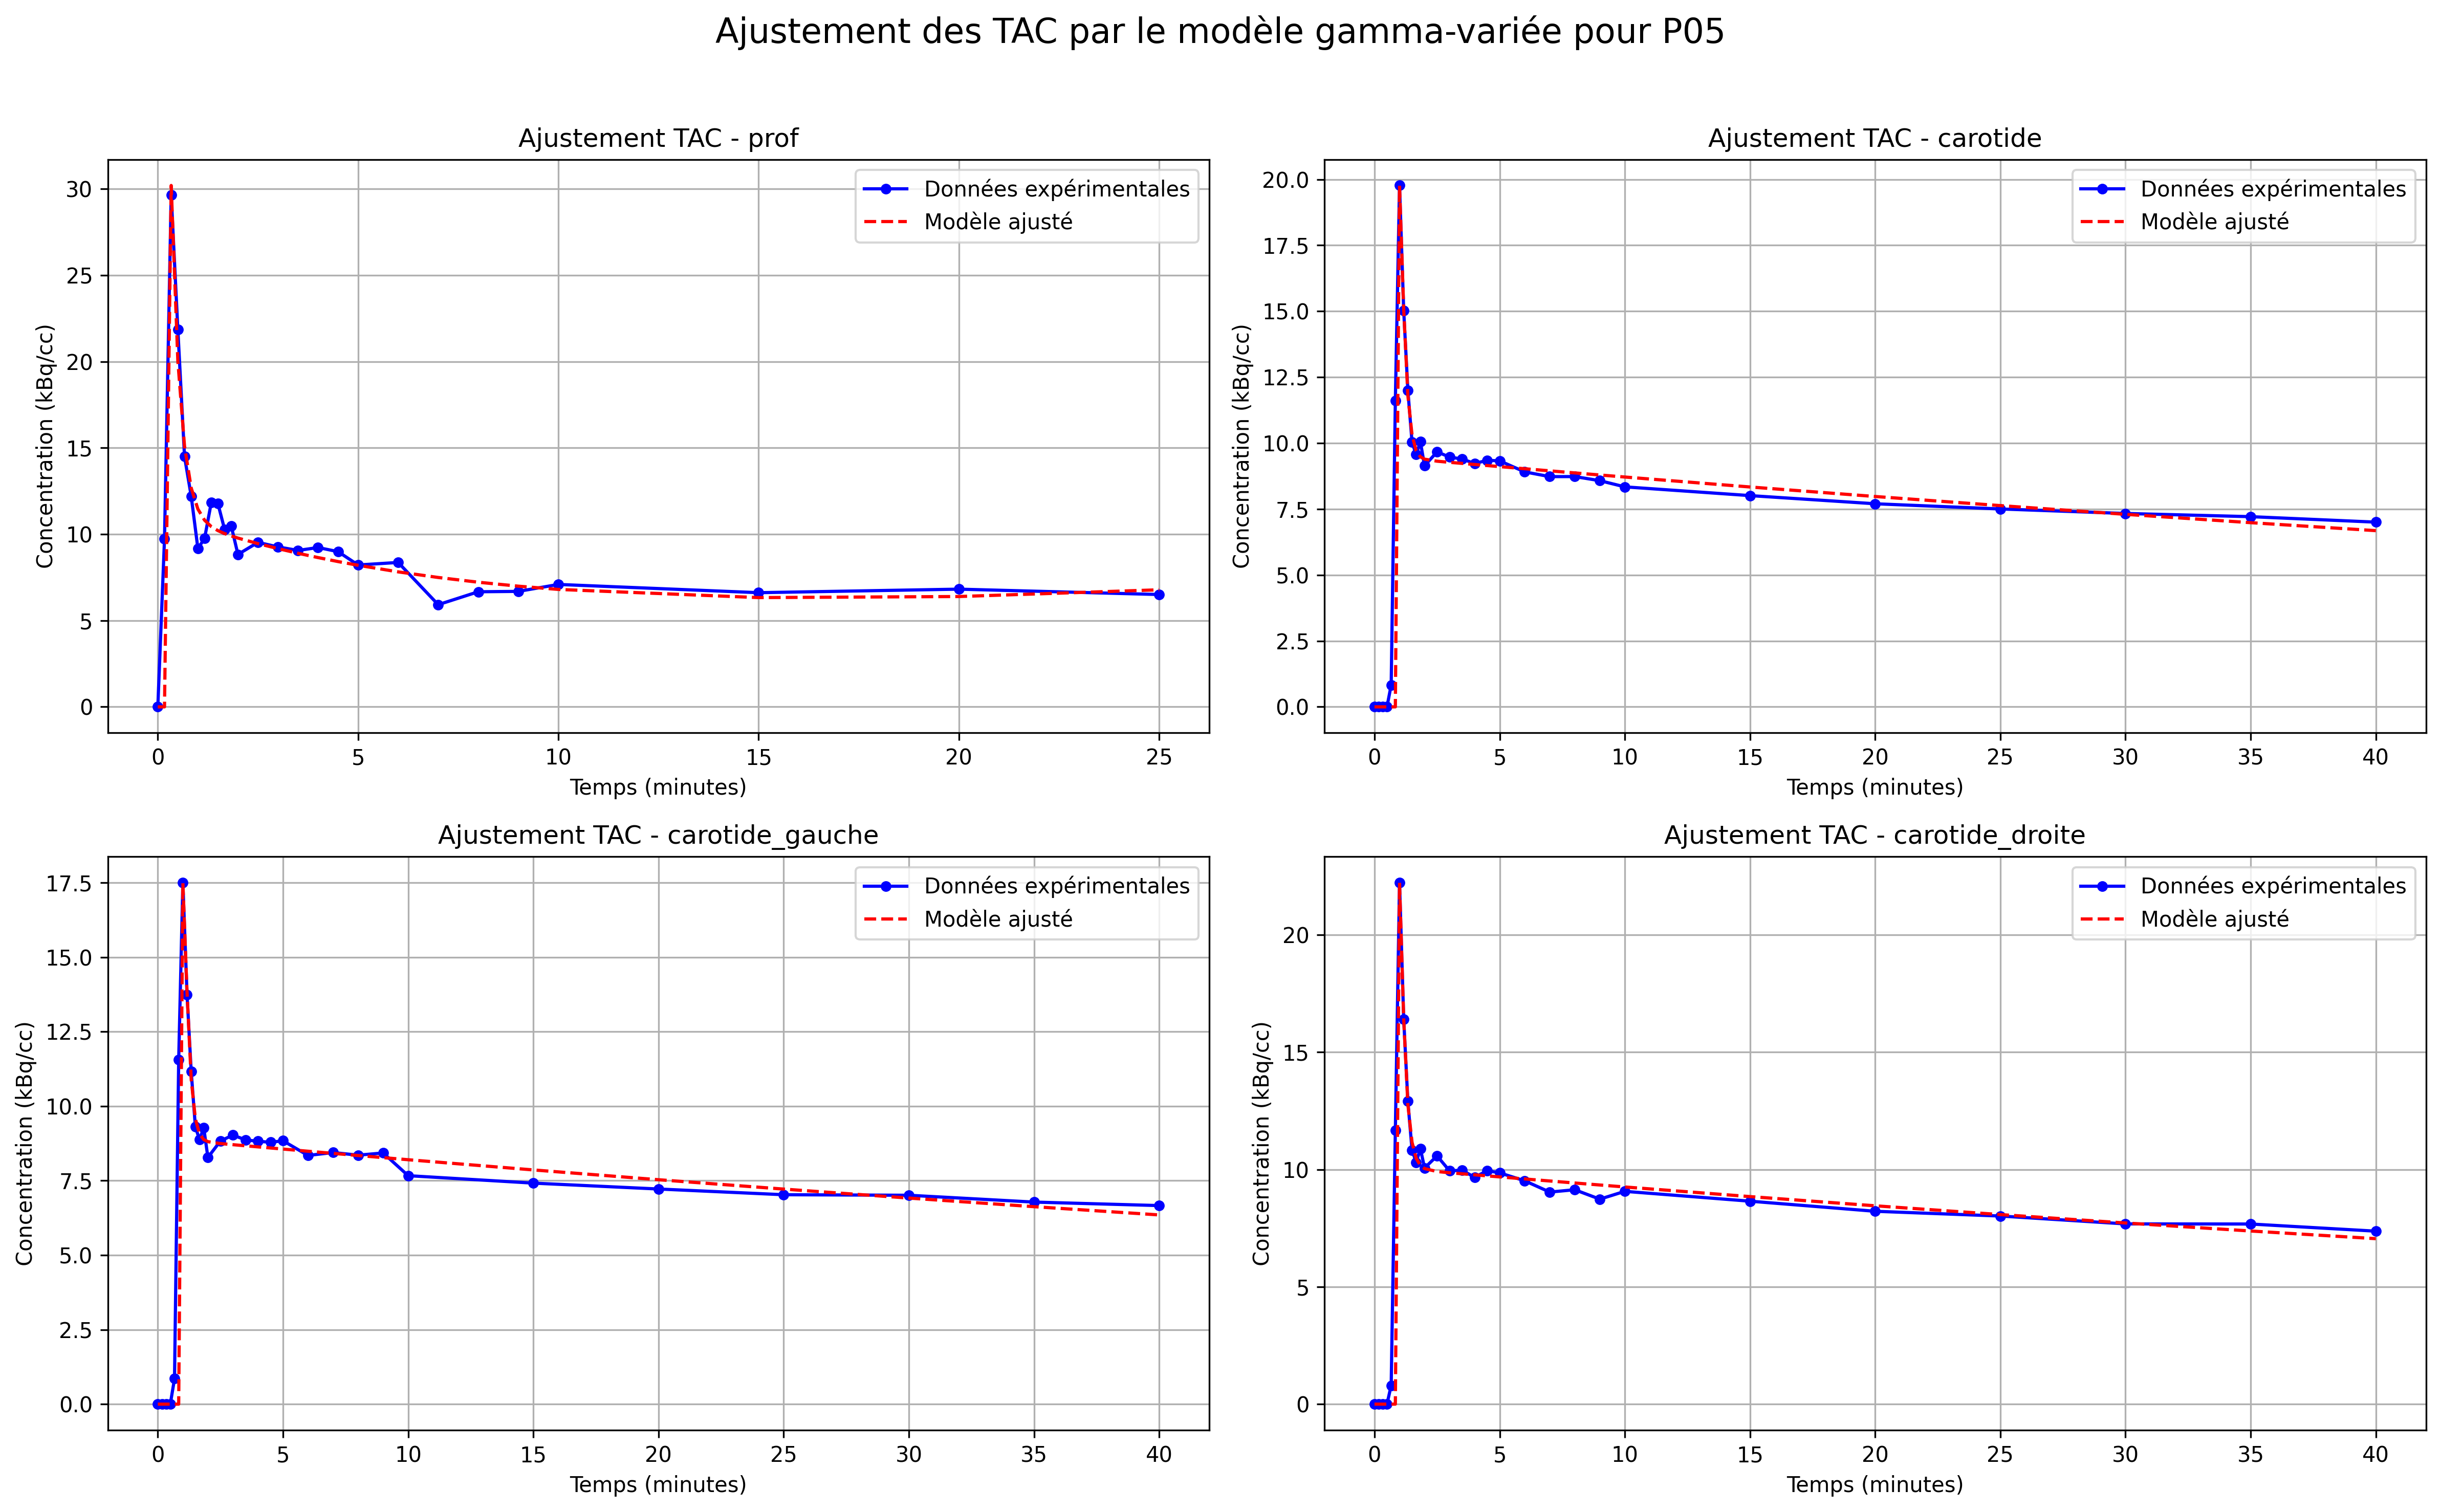 Ajustement des TAC par le modèle gamma-variée pour P05
Ajustement TAC - prof
Concentration (kBq/cc)
30
25
20
15
10
5
0
Données expérimentales
Modèle ajusté
0 5 10 15 20 25
Temps (minutes)
Ajustement TAC - carotide
Concentration (kBq/cc)
20.0
17.5
15.0
12.5
10.0
7.5
5.0
2.5
0.0
Données expérimentales
Modèle ajusté
0 5 10 15 20 25 30 35 40
Temps (minutes)
Ajustement TAC - carotide_gauche
Concentration (kBq/cc)
17.5
15.0
12.5
10.0
7.5
5.0
2.5
0.0
Données expérimentales
Modèle ajusté
0 5 10 15 20 25 30 35 40
Temps (minutes)
Ajustement TAC - carotide_droite
Concentration (kBq/cc)
20
15
10
5
0
Données expérimentales
Modèle ajusté
0 5 10 15 20 25 30 35 40
Temps (minutes)